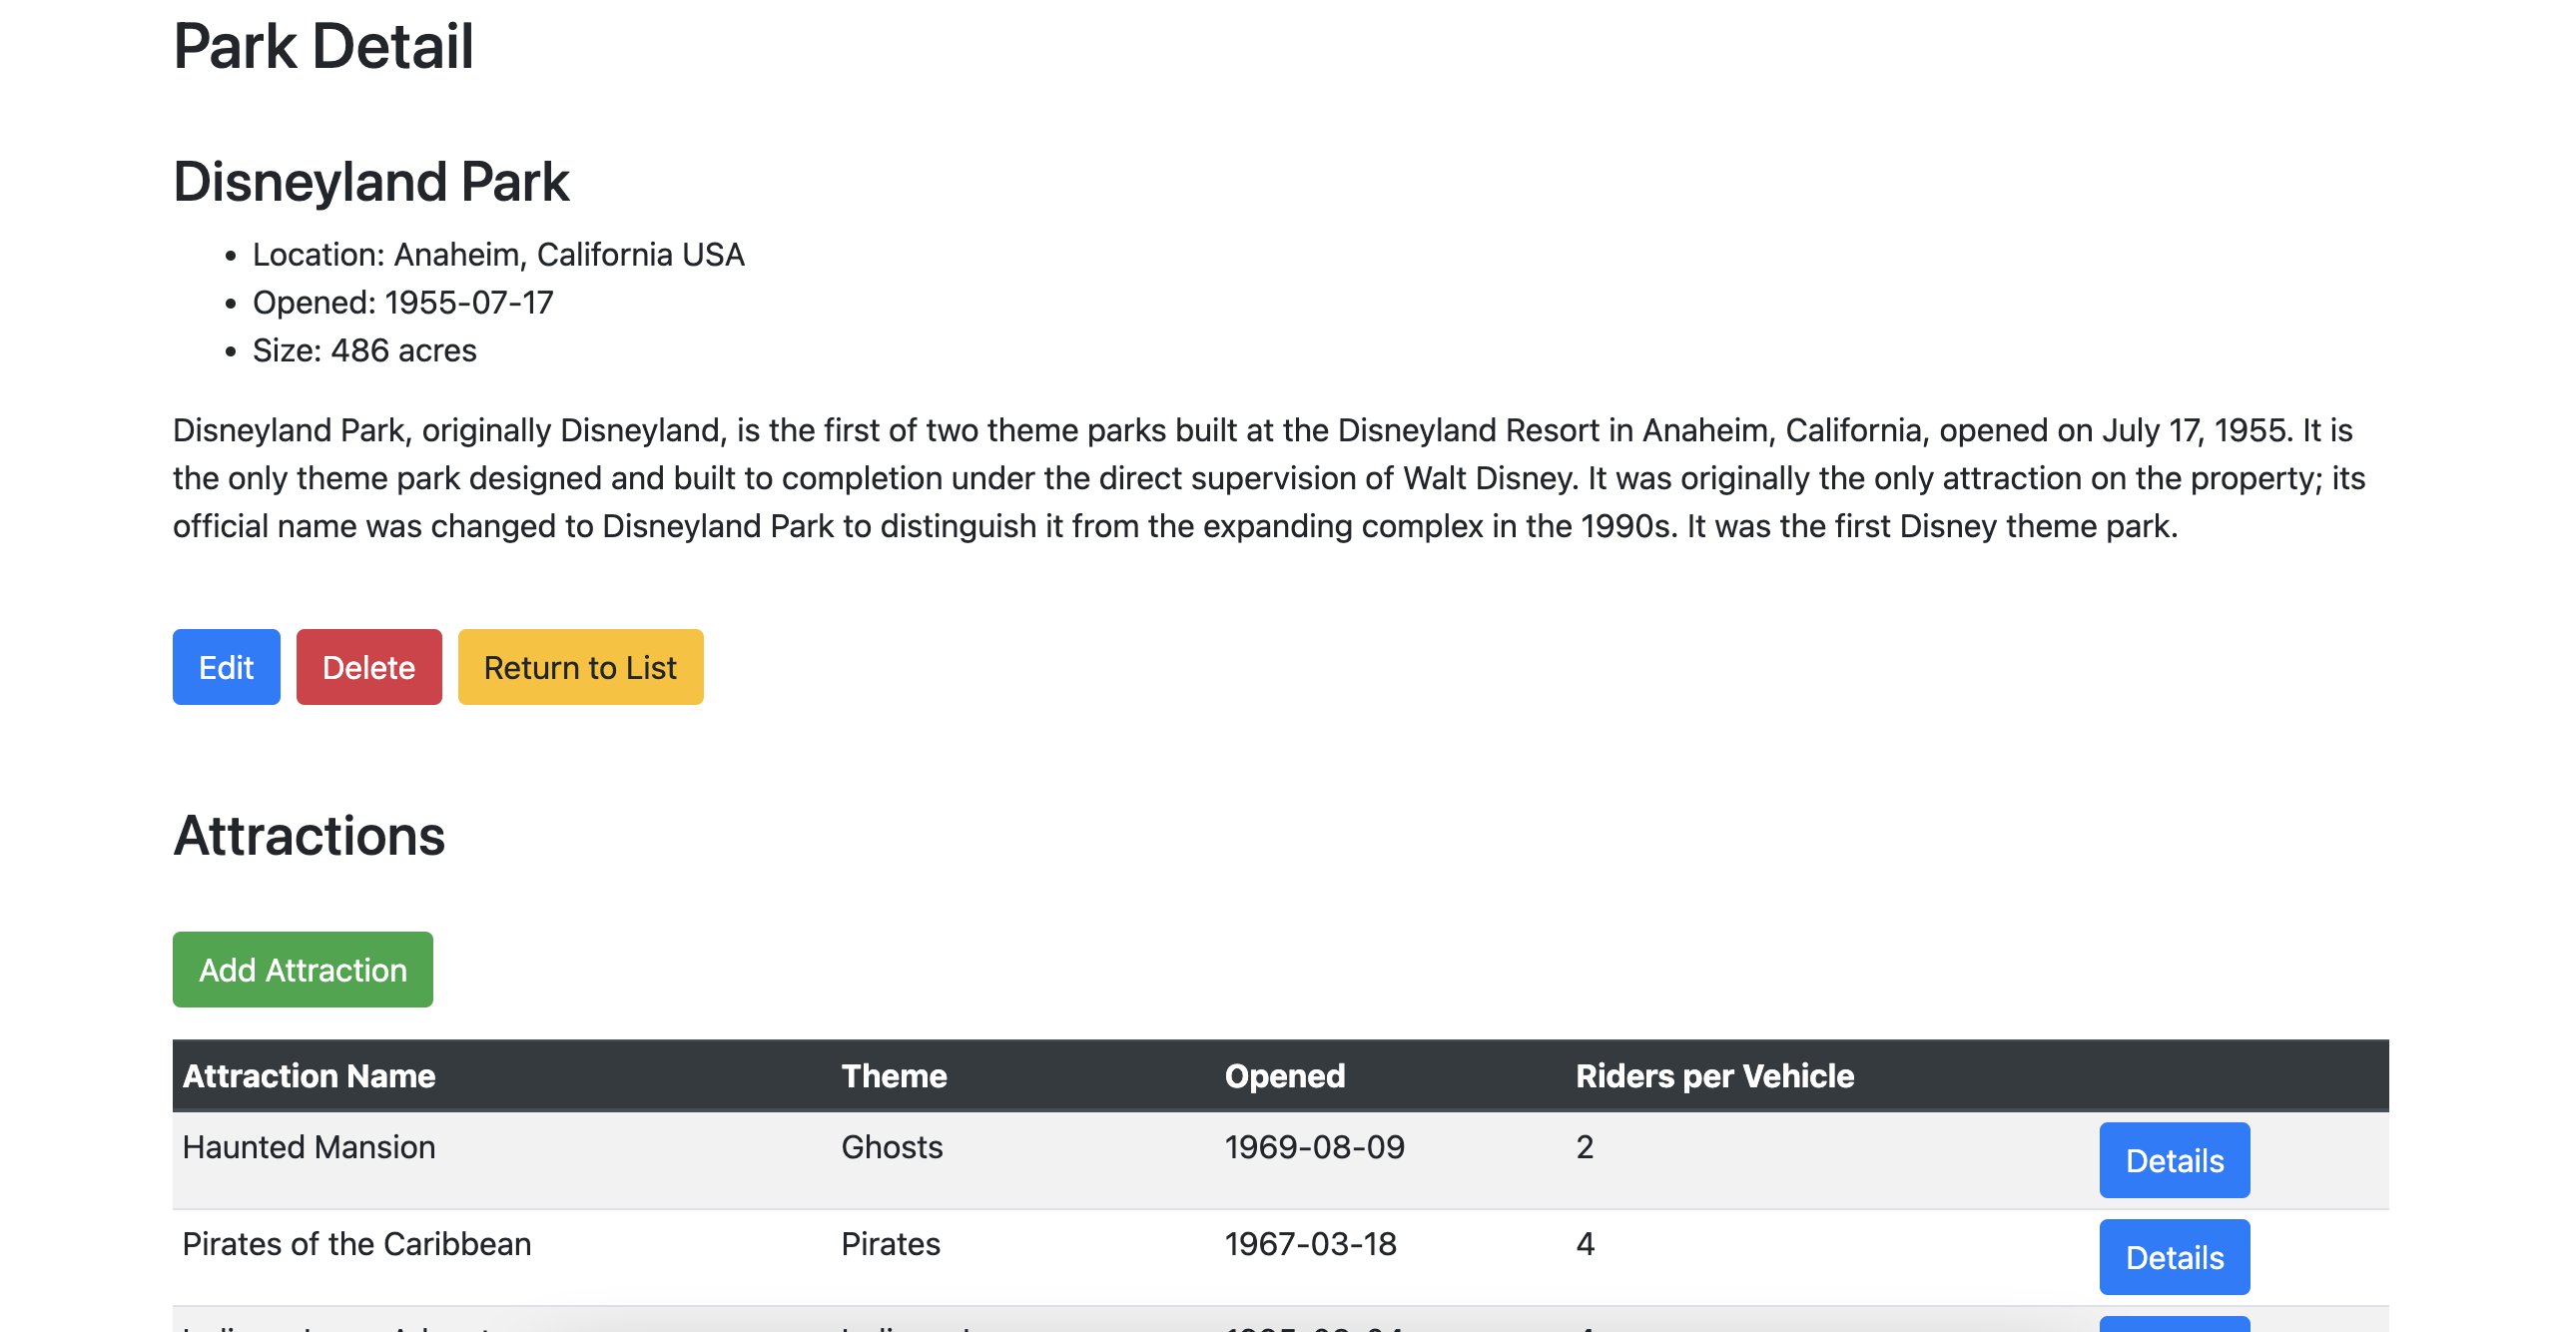 Park Detail
Disneyland Park
• Location: Anaheim, California USA
• Opened: 1955-07-17
• Size: 486 acres
Disneyland Park, originally Disneyland, is the first of two theme parks built at the Disneyland Resort in Anaheim, California, opened on July 17, 1955. It is
the only theme park designed and built to completion under the direct supervision of Walt Disney. It was originally the only attraction on the property; its
official name was changed to Disneyland Park to distinguish it from the expanding complex in the 1990s. It was the first Disney theme park.
Edit Delete Return to List
Attractions
Add Attraction
Attraction Name Theme Opened Riders per Vehicle
Haunted Mansion Ghosts 1969-08-09 2 Details
Pirates of the Caribbean Pirates 1967-03-18 4 Details